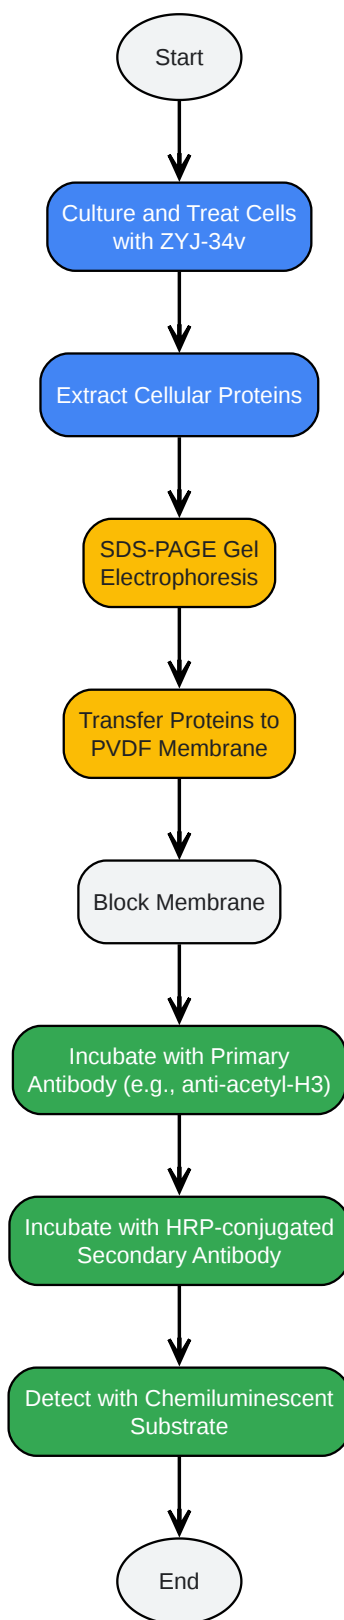 Start
Culture and Treat Cells
with ZYJ-34v
Extract Cellular Proteins
SDS-PAGE Gel
Electrophoresis
Transfer Proteins to
PVDF Membrane
Block Membrane
Incubate with Primary
Antibody (e.g., anti-acetyl-H3)
Incubate with HRP-conjugated
Secondary Antibody
Detect with Chemiluminescent
Substrate
End